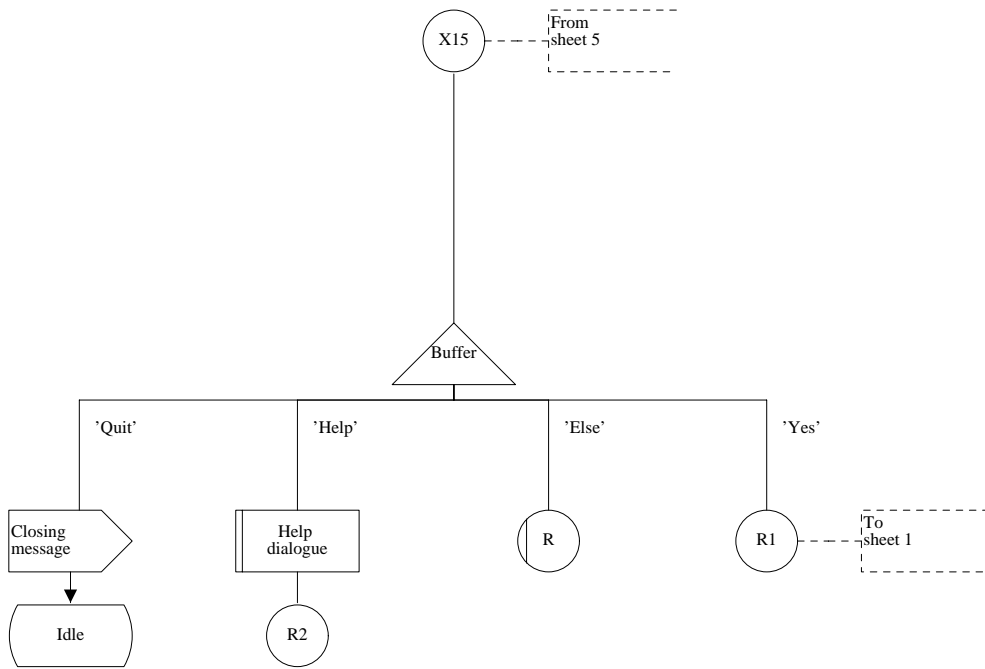 X15
From
sheet 5
Buffer
’Quit’
’Help’
’Else’
’Yes’
Closing
message
Help
dialogue
R
R1
To
sheet 1
Idle
R2